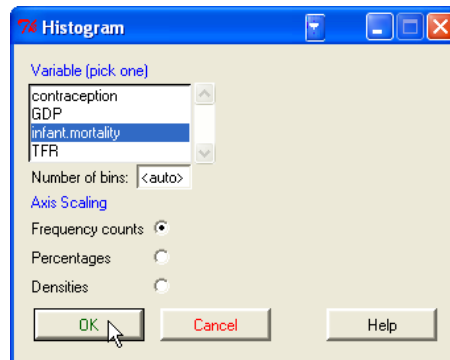 Histogram
Variable (pick one)
contraception
GDP
infant.mortality
TFR
Number of bins: <auto>
Axis Scaling
Frequency counts
Percentages
Densities
OK Cancel Help